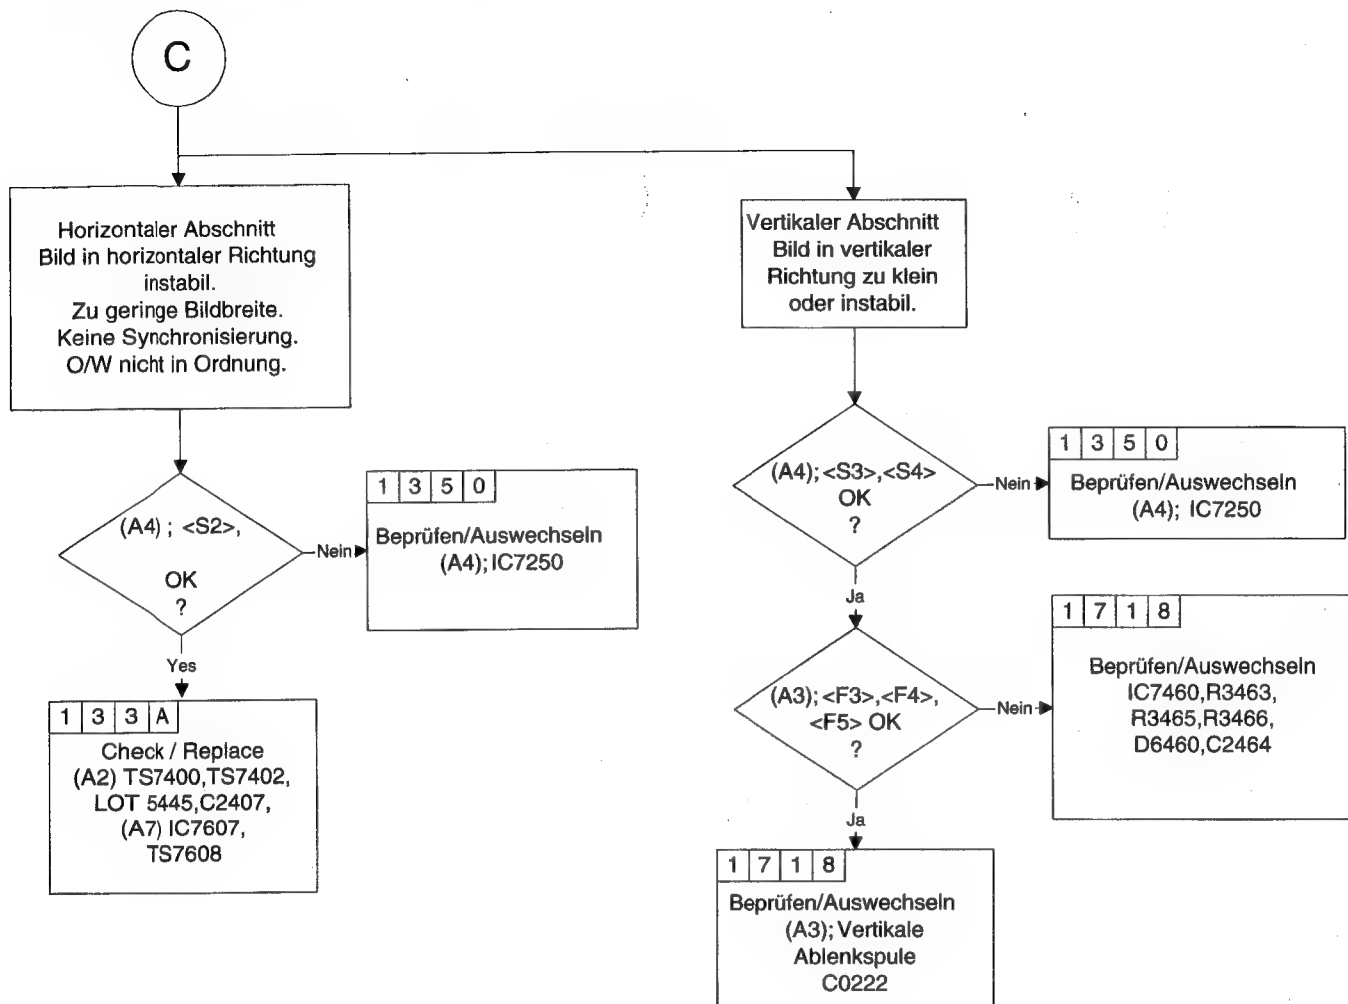 C
Horizontaler Abschnitt
Bild in horizontaler Richtung
instabil.
Zu geringe Bildbreite.
Keine Synchronisierung.
O/W nicht in Ordnung.
(A4) ; <S2>,
OK
?
Nein
1 3 5 0
Beprüfen/Auswechseln
(A4); IC7250
Yes
1 3 3 A
Check / Replace
(A2) TS7400,TS7402,
LOT 5445,C2407,
(A7) IC7607,
TS7608
Vertikaler Abschnitt
Bild in vertikaler
Richtung zu klein
oder instabil.
(A4); <S3>,<S4>
OK
?
Nein
1 3 5 0
Beprüfen/Auswechseln
(A4); IC7250
Ja
(A3); <F3>,<F4>,
<F5> OK
?
Nein
1 7 1 8
Beprüfen/Auswechseln
IC7460,R3463,
R3465,R3466,
D6460,C2464
Ja
1 7 1 8
Beprüfen/Auswechseln
(A3); Vertikale
Ablenkspule
C0222